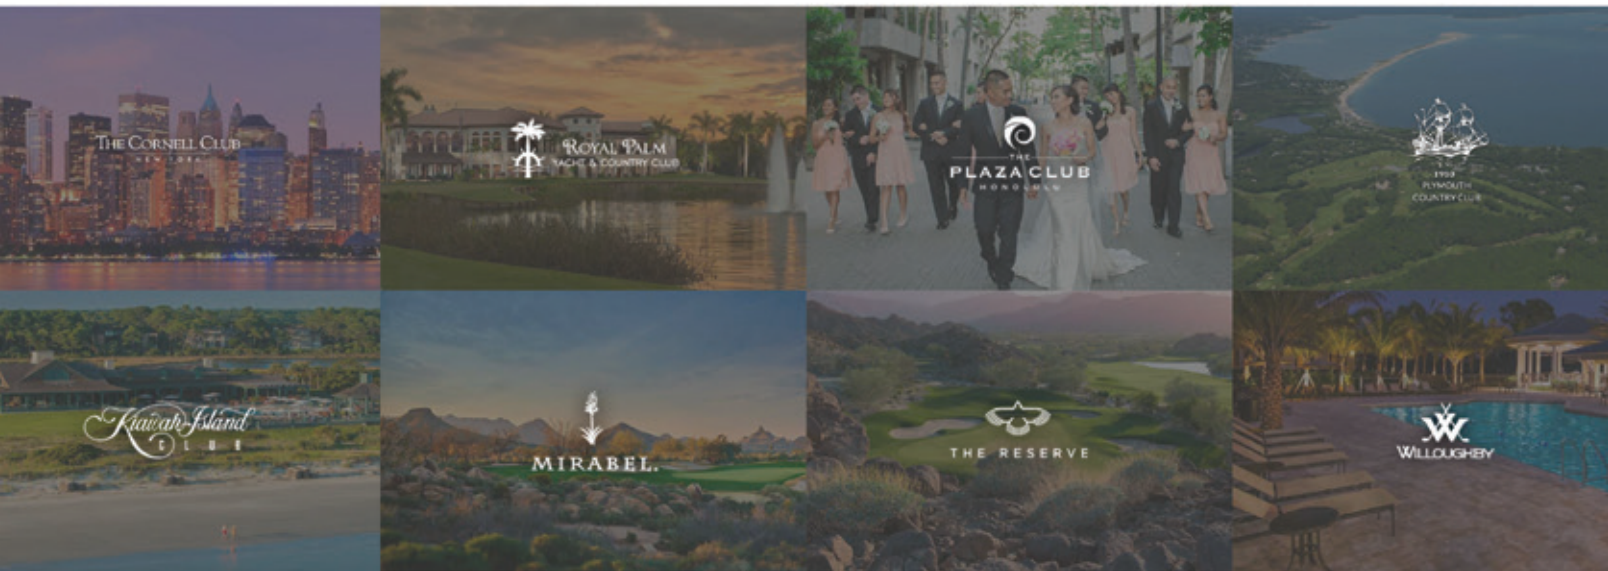 THE CORNELL CLUB
NEW YORK
ROYAL PALM
YACHT & COUNTRY CLUB
THE
PLAZA CLUB
HONOLULU
1910
PLYMOUTH
COUNTRY CLUB
Kiawah Island
CLUB
MIRABEL.
THE RESERVE
WILLOUGHBY